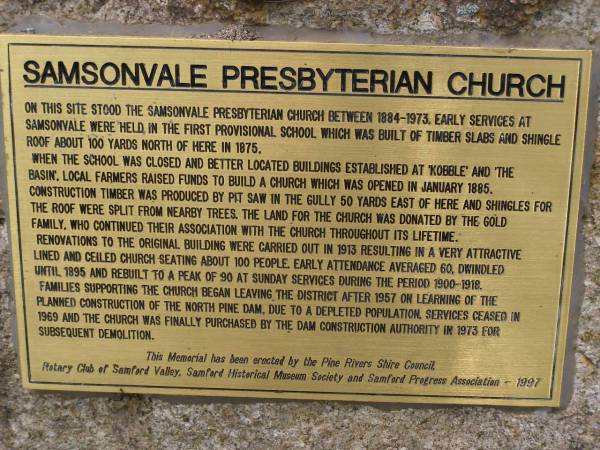 SAMSONVALE PRESBYTERIAN CHURCH
ON THIS SITE STOOD THE SAMSONVALE PRESBYTERIAN CHURCH BETWEEN 1884-1973. EARLY SERVICES AT
SAMSONVALE WERE HELD IN THE FIRST PROVISIONAL SCHOOL WHICH WAS BUILT OF TIMBER SLABS AND SHINGLE
ROOF ABOUT 100 YARDS NORTH OF HERE IN 1875.
WHEN THE SCHOOL WAS CLOSED AND BETTER LOCATED BUILDINGS ESTABLISHED AT 'KOBBLE' AND 'THE
BASIN', LOCAL FARMERS RAISED FUNDS TO BUILD A CHURCH WHICH WAS OPENED IN JANUARY 1885.
CONSTRUCTION TIMBER WAS PRODUCED BY PIT SAW IN THE GULLY 50 YARDS EAST OF HERE AND SHINGLES FOR
THE ROOF WERE SPLIT FROM NEARBY TREES. THE LAND FOR THE CHURCH WAS DONATED BY THE GOLD
FAMILY, WHO CONTINUED THEIR ASSOCIATION WITH THE CHURCH THROUGHOUT ITS LIFETIME.
RENOVATIONS TO THE ORIGINAL BUILDING WERE CARRIED OUT IN 1913 RESULTING IN A VERY ATTRACTIVE
LINED AND CEILED CHURCH SEATING ABOUT 100 PEOPLE. EARLY ATTENDANCE AVERAGED 60, DWINDLED
UNTIL 1895 AND REBUILT TO A PEAK OF 90 AT SUNDAY SERVICES DURING THE PERIOD 1900-1918.
FAMILIES SUPPORTING THE CHURCH BEGAN LEAVING THE DISTRICT AFTER 1957 ON LEARNING OF THE
PLANNED CONSTRUCTION OF THE NORTH PINE DAM. DUE TO A DEPLETED POPULATION, SERVICES CEASED IN
1969 AND THE CHURCH WAS FINALLY PURCHASED BY THE DAM CONSTRUCTION AUTHORITY IN 1973 FOR
SUBSEQUENT DEMOLITION.
This Memorial has been erected by the Pine Rivers Shire Council,
Rotary Club of Samford Valley, Samford Historical Museum Society and Samford Progress Association - 1997